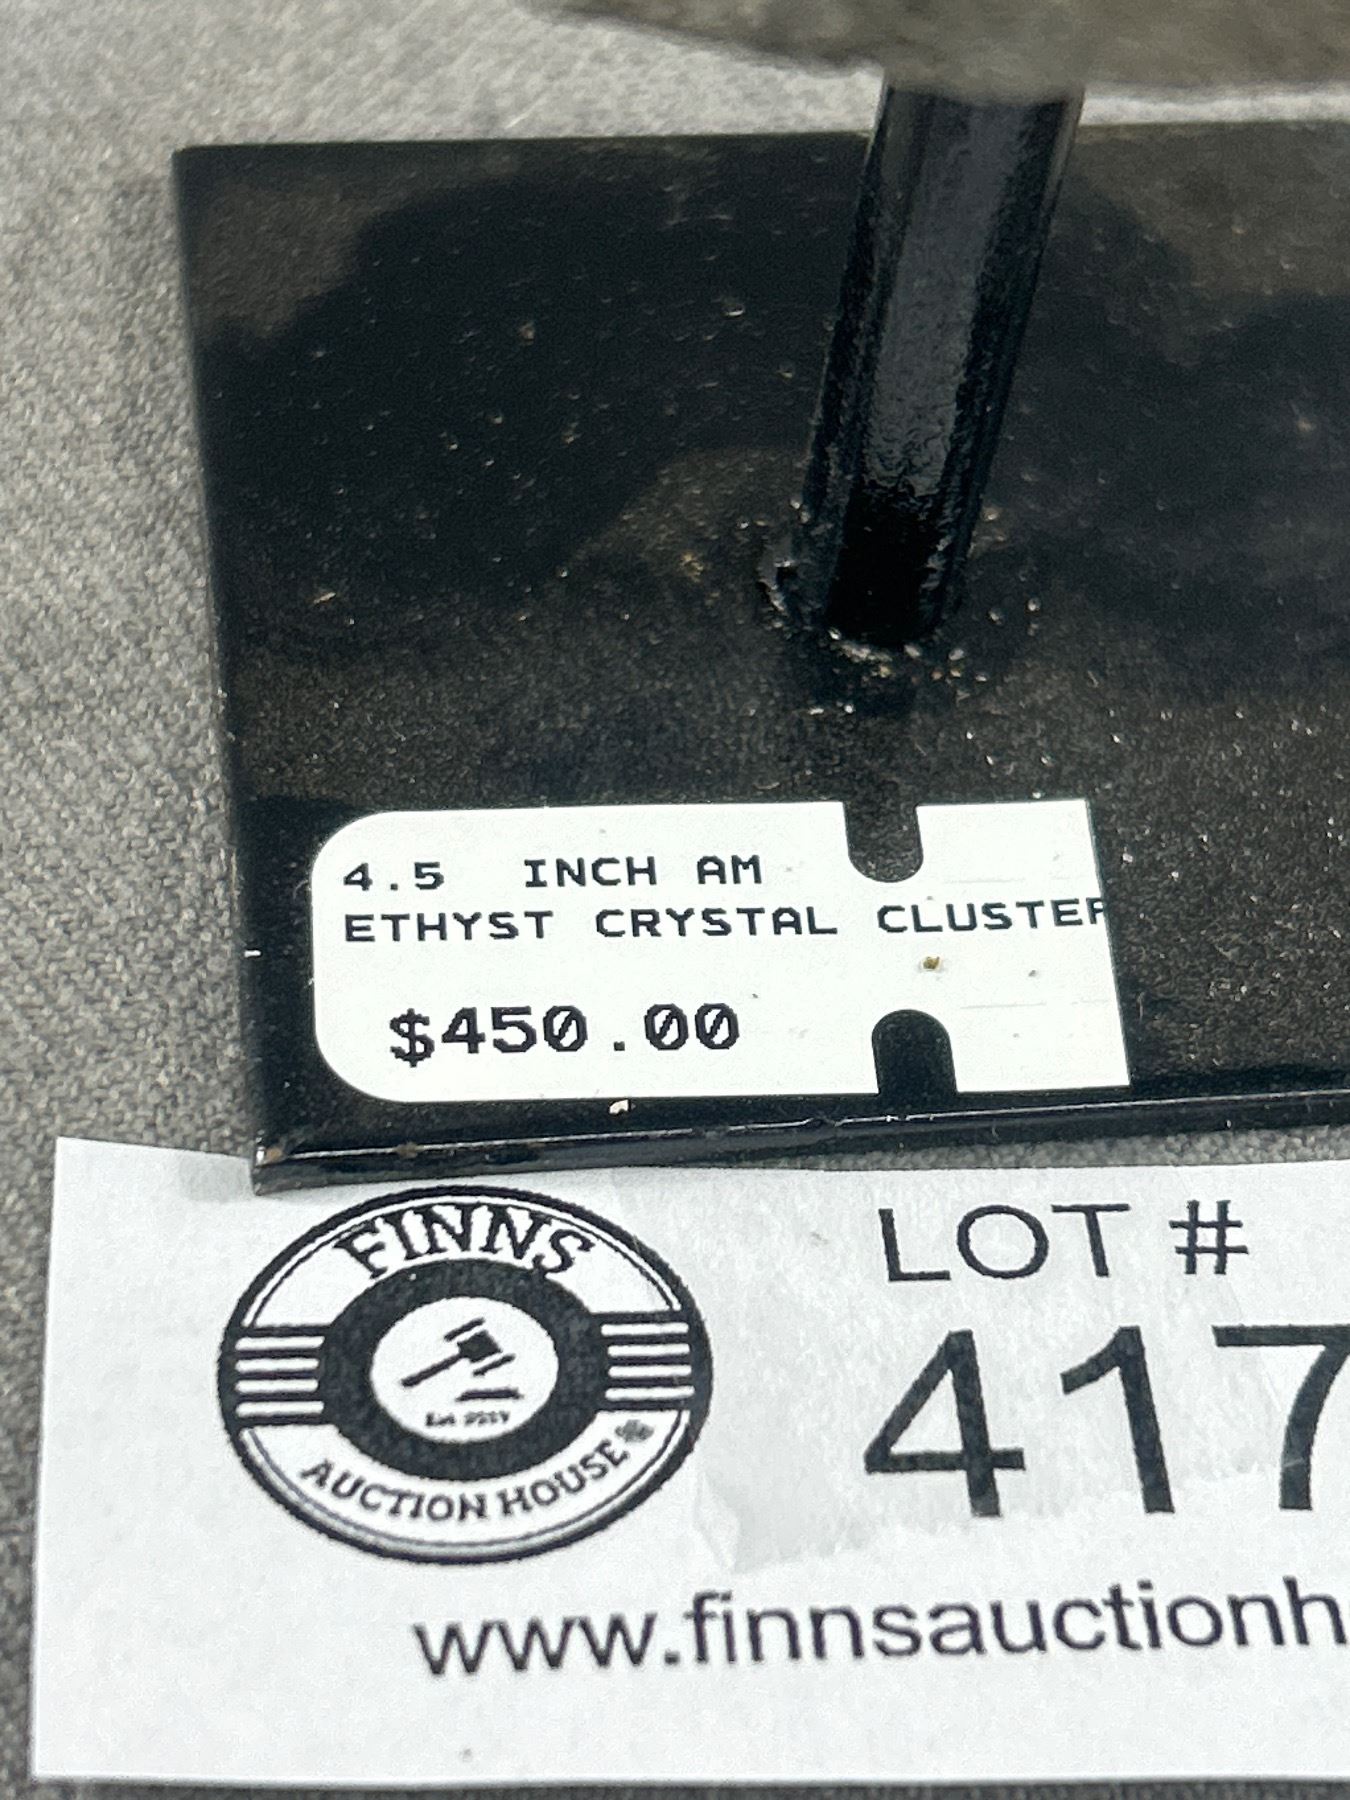 4.5 INCH AM
ETHYST CRYSTAL CLUSTER
$450.00
FINNS
AUCTION HOUSE
LOT #
417
www.finnsauctionh